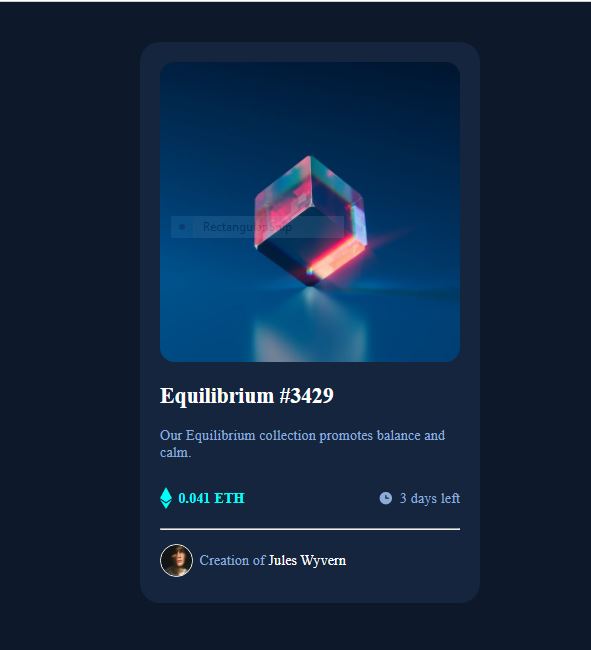 Rectangular Snip
Equilibrium #3429
Our Equilibrium collection promotes balance and
calm.
0.041 ETH
3 days left
Creation of Jules Wyvern